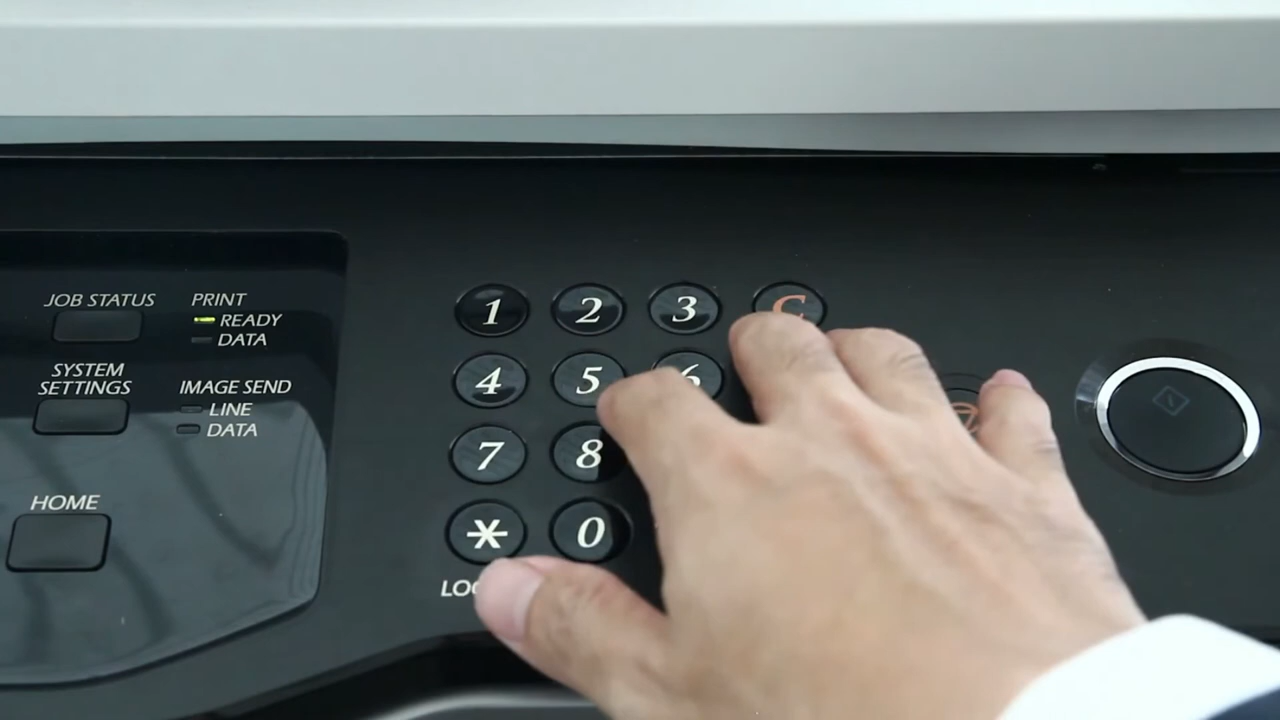 JOB STATUS
PRINT
READY
DATA
SYSTEM
SETTINGS
IMAGE SEND
LINE
DATA
HOME
1 2 3 C
4 5 6
7 8
* 0